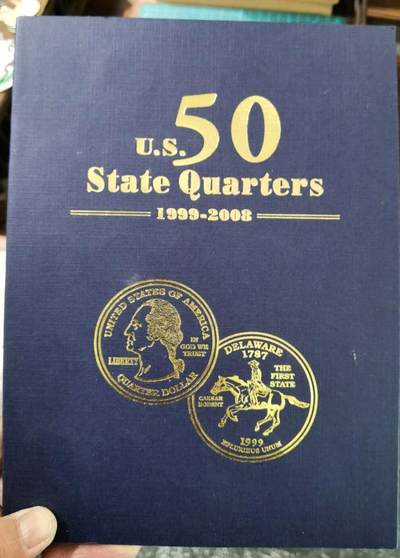 U.S. 50
State Quarters
1999-2008
UNITED STATES OF AMERICA
IN
GOD WE
TRUST
LIBERTY
QUARTER DOLLAR
DELAWARE
1787
THE
FIRST
STATE
CAESAR
RODNEY
1999
E PLURIBUS UNUM